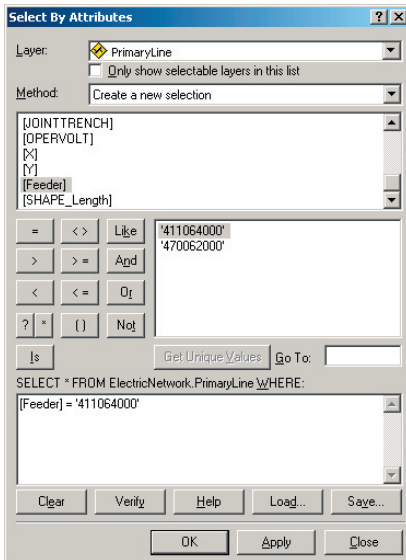 Select By Attributes
Layer: PrimaryLine
Only show selectable layers in this list
Method: Create a new selection
[JOINTTRENCH]
[OPERVOLT]
[X]
[Y]
[Feeder]
[SHAPE_Length]
= <> Like
> >= And
< <= Or
? * () Not
Is
'411064000'
'470062000'
Get Unique Values Go To:
SELECT * FROM ElectricNetwork.PrimaryLine WHERE:
[Feeder] = '411064000'
Clear Verify Help Load... Save...
OK Apply Close